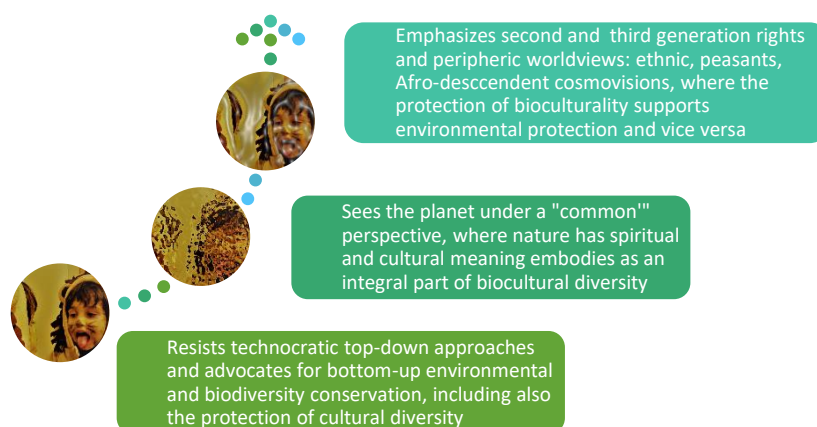 Emphasizes second and third generation rights
and peripheric worldviews: ethnic, peasants,
Afro-desccendent cosmovisions, where the
protection of bioculturality supports
environmental protection and vice versa
Sees the planet under a "common'"
perspective, where nature has spiritual
and cultural meaning embodies as an
integral part of biocultural diversity
Resists technocratic top-down approaches
and advocates for bottom-up environmental
and biodiversity conservation, including also
the protection of cultural diversity